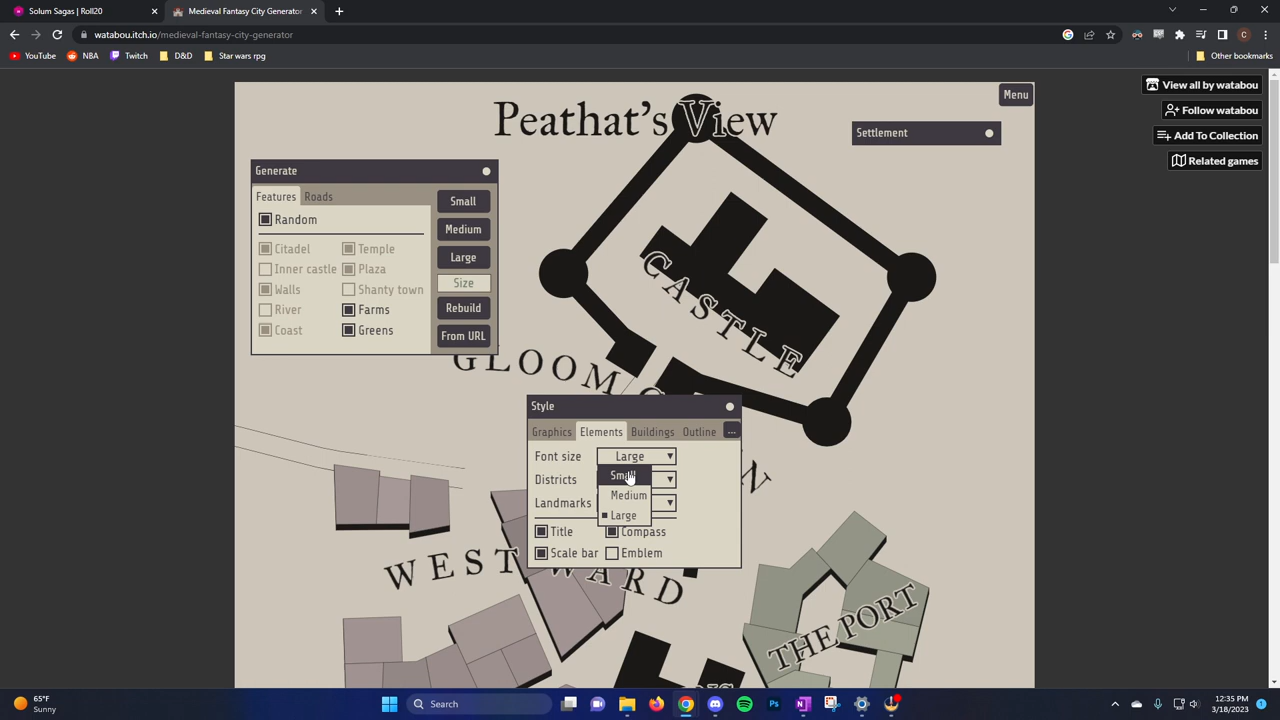 Solum Sagas | Roll20
Medieval Fantasy City Generator
watabou.itch.io/medieval-fantasy-city-generator
YouTube
NBA
Twitch
D&D
Star wars rpg
Other bookmarks
View all by watabou
Follow watabou
Add To Collection
Related games
Menu
Peathat's View
Settlement
Generate
Features
Roads
Random
Citadel
Temple
Inner castle
Plaza
Walls
Shanty town
River
Farms
Coast
Greens
Small
Medium
Large
Size
Rebuild
From URL
CASTLE
Style
Graphics
Elements
Buildings
Outline
...
Font size
Large
Districts
Small
Medium
Landmarks
Large
Title
Compass
Scale bar
Emblem
WESTWARD
THE PORT
65°F
Sunny
Search
12:35 PM
3/18/2023